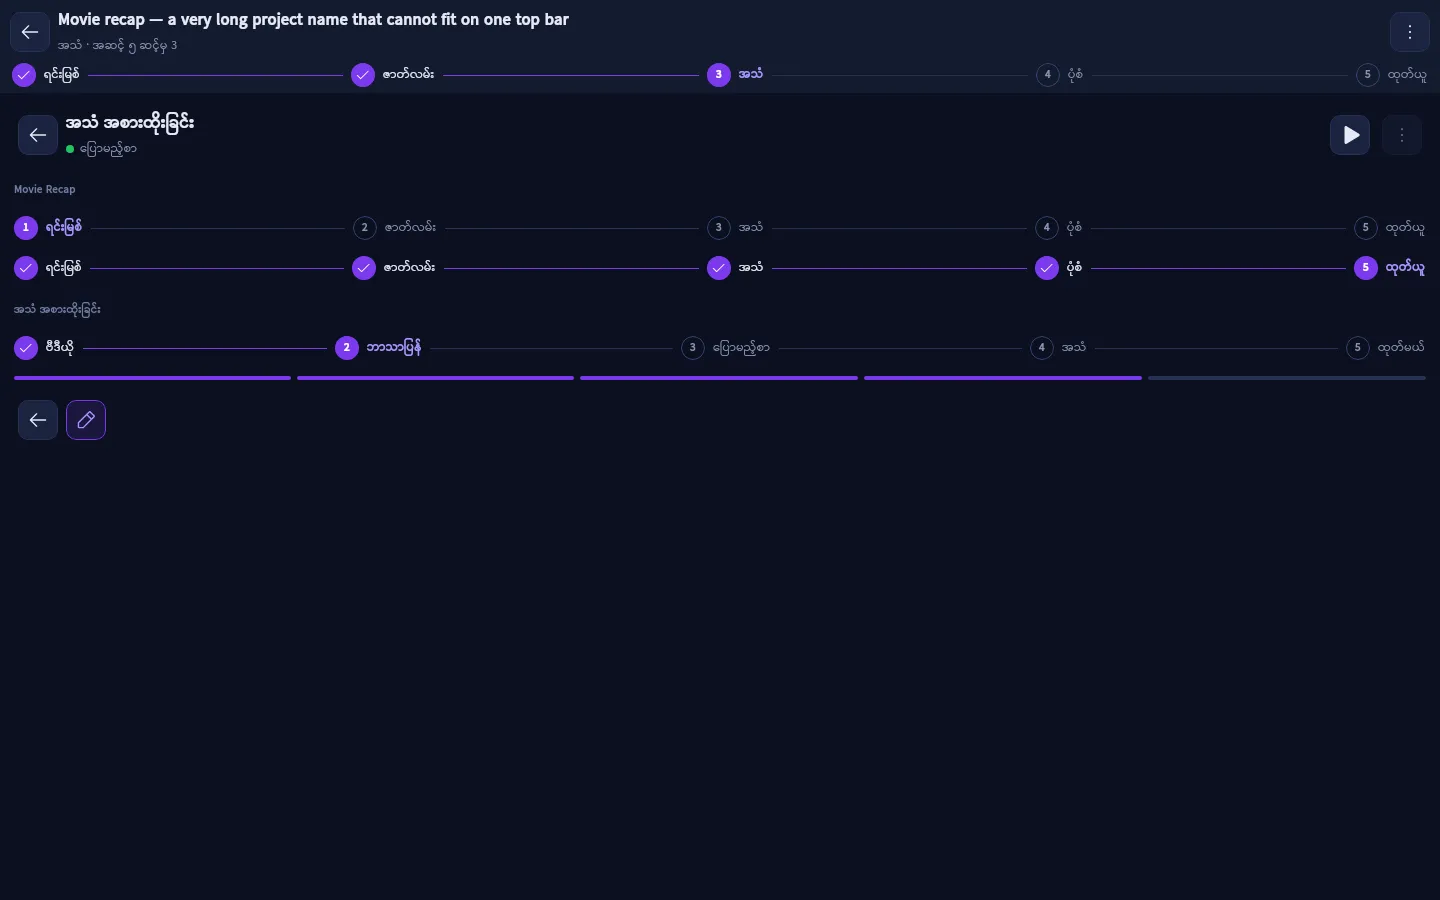 Movie recap — a very long project name that cannot fit on one top bar
အသံ · အဆင့် ၅ ဆင့်မှ 3
ရင်းမြစ် ဇာတ်လမ်း 3 အသံ 4 ပုံစံ 5 ထုတ်ယူ
အသံ အစားထိုးခြင်း
ပြောမည့်စာ
Movie Recap
1 ရင်းမြစ် 2 ဇာတ်လမ်း 3 အသံ 4 ပုံစံ 5 ထုတ်ယူ
ရင်းမြစ် ဇာတ်လမ်း အသံ ပုံစံ 5 ထုတ်ယူ
အသံ အစားထိုးခြင်း
ဗီဒီယို 2 ဘာသာပြန် 3 ပြောမည့်စာ 4 အသံ 5 ထုတ်မယ်